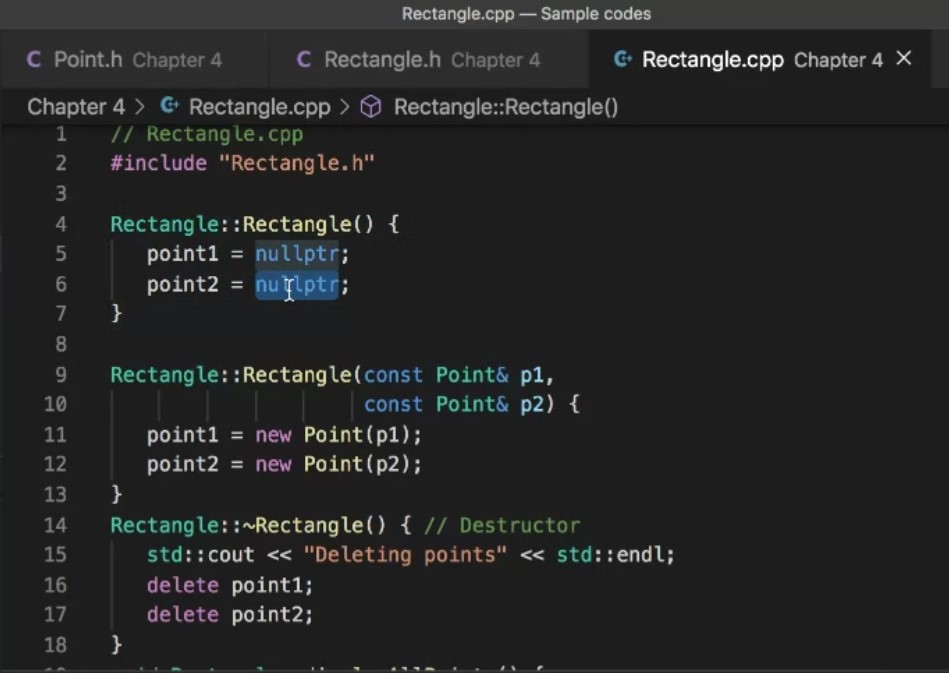 Rectangle.cpp — Sample codes
Point.h Chapter 4 Rectangle.h Chapter 4 Rectangle.cpp Chapter 4
Chapter 4 > Rectangle.cpp > Rectangle::Rectangle()
1 // Rectangle.cpp
2 #include "Rectangle.h"
3
4 Rectangle::Rectangle() {
5 point1 = nullptr;
6 point2 = nullptr;
7 }
8
9 Rectangle::Rectangle(const Point& p1,
10 const Point& p2) {
11 point1 = new Point(p1);
12 point2 = new Point(p2);
13 }
14 Rectangle::~Rectangle() { // Destructor
15 std::cout << "Deleting points" << std::endl;
16 delete point1;
17 delete point2;
18 }